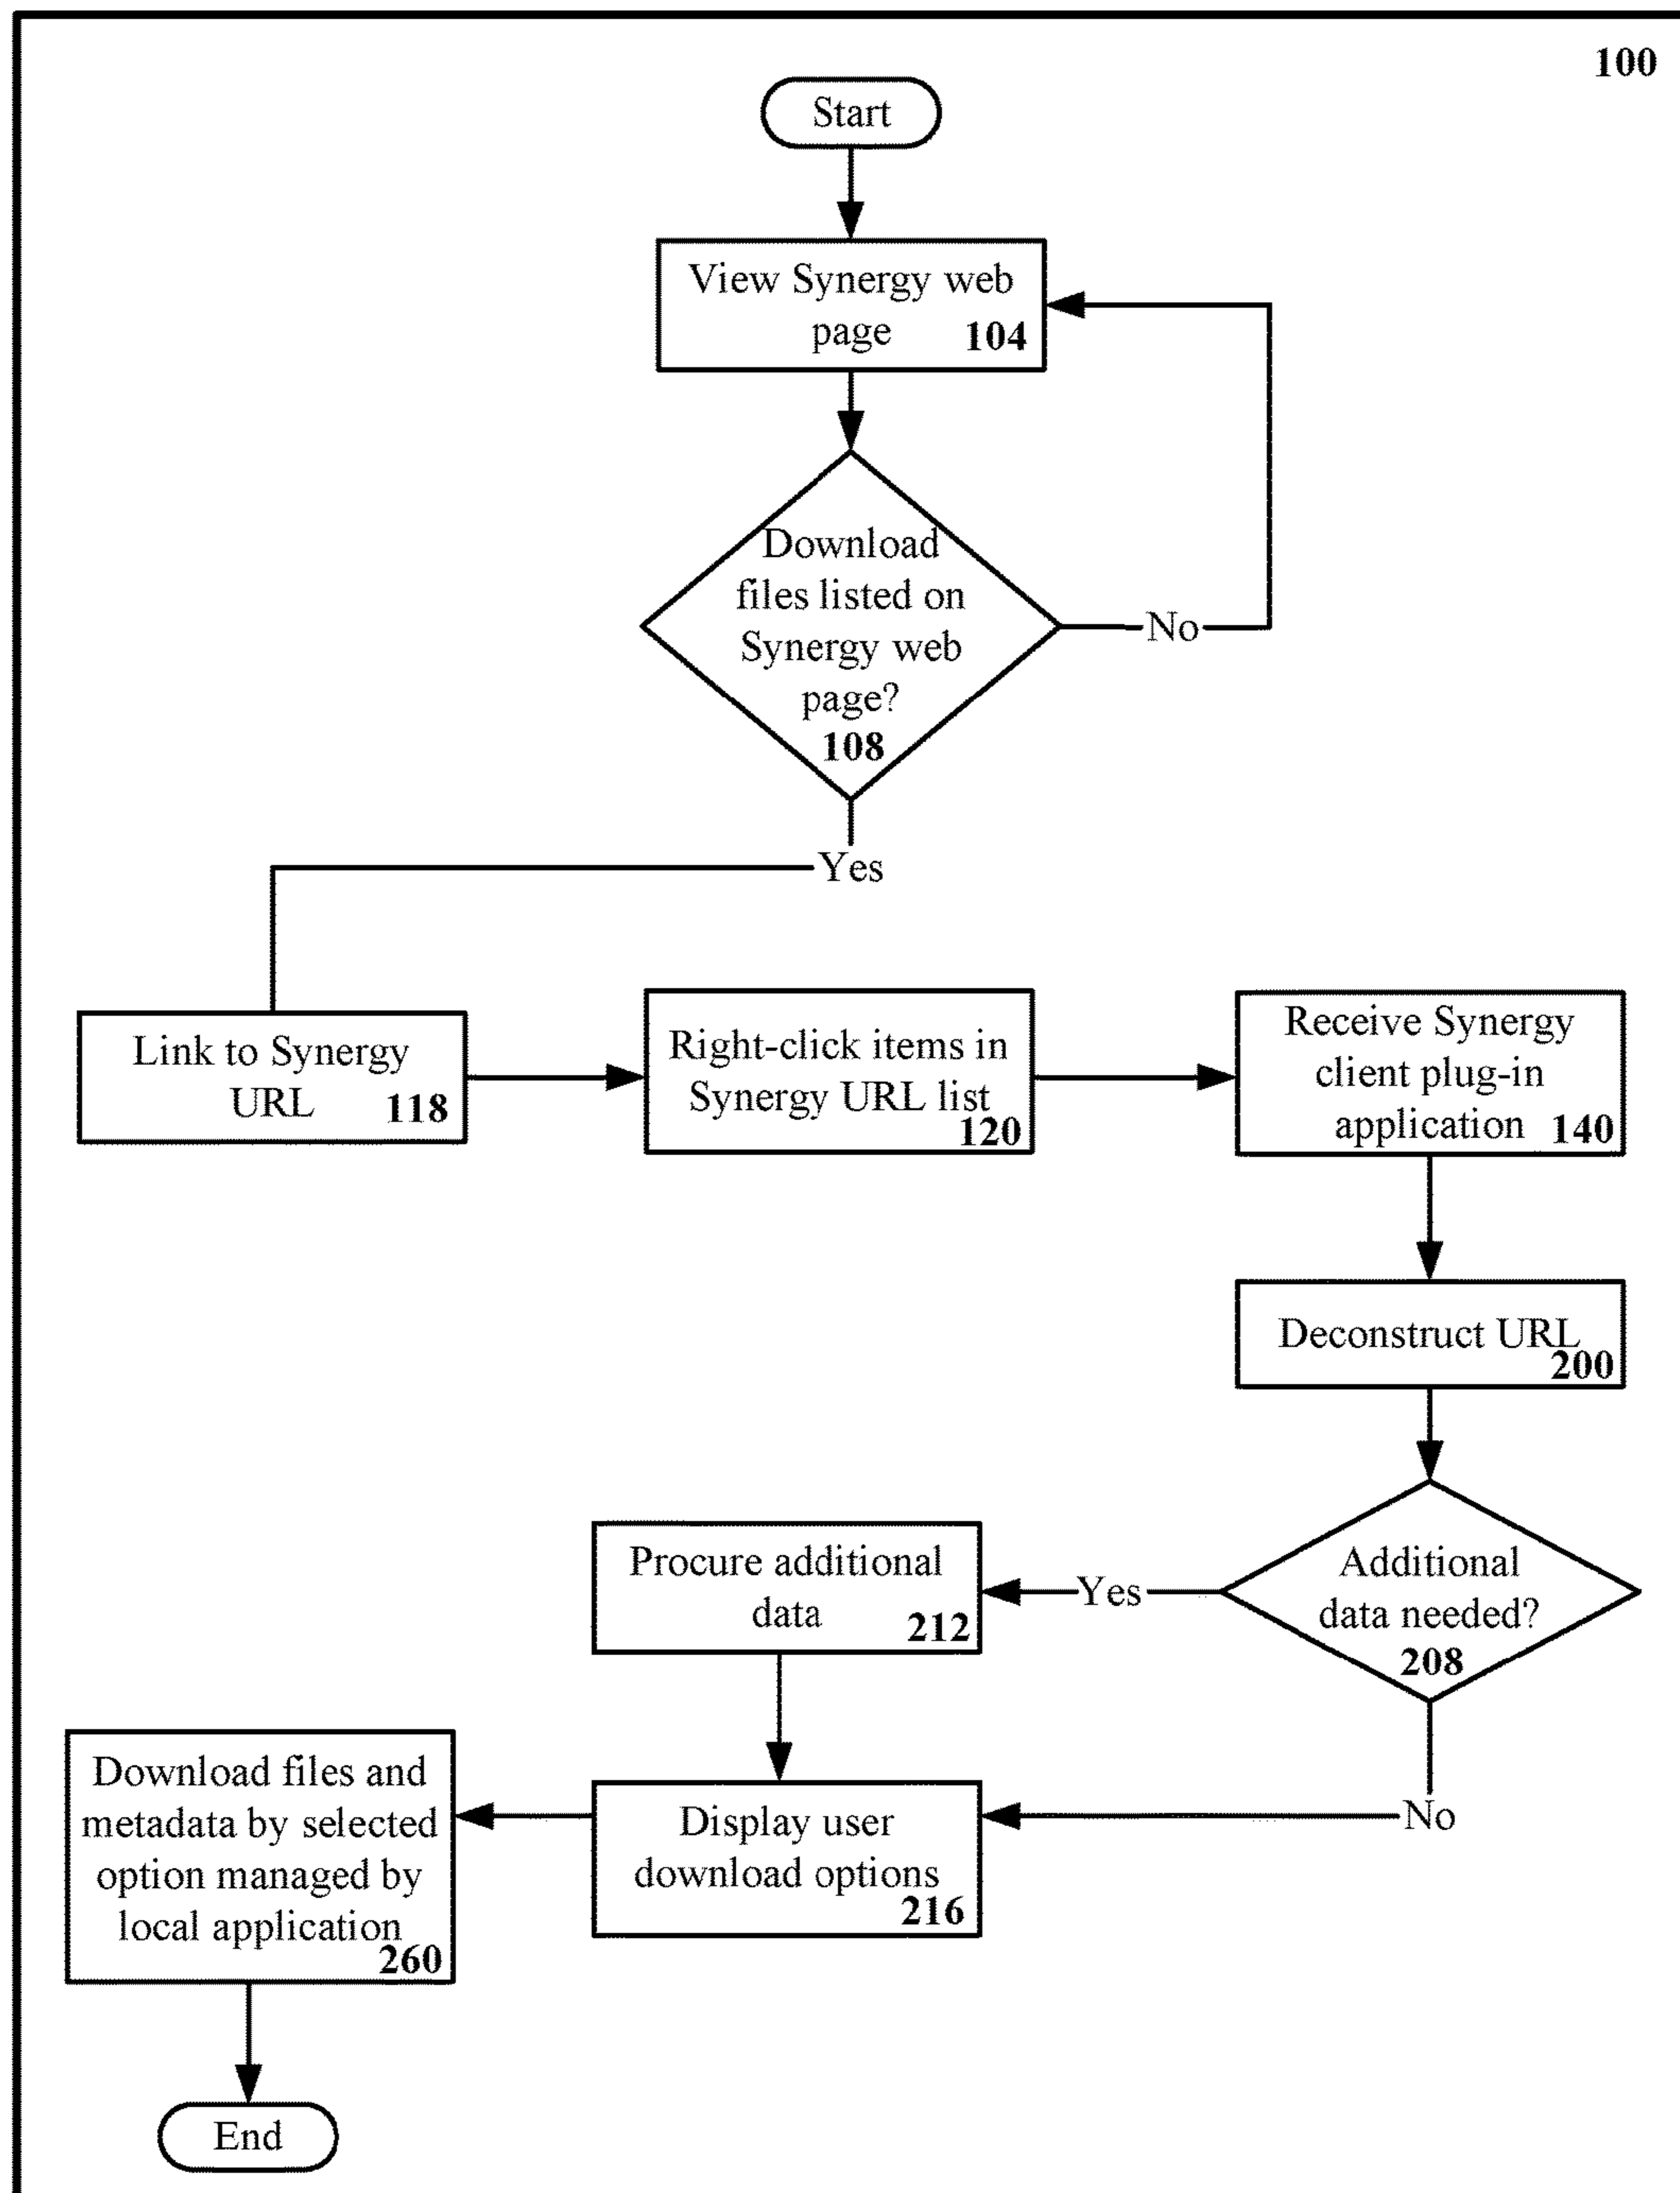 100
Start
View Synergy web
page 104
Download
files listed on
Synergy web
page?
108
No
Yes
Link to Synergy
URL 118
Right-click items in
Synergy URL list
120
Receive Synergy
client plug-in
application 140
Deconstruct URL
200
Additional
data needed?
208
Yes
Procure additional
data 212
No
Display user
download options
216
Download files and
metadata by selected
option managed by
local application
260
End